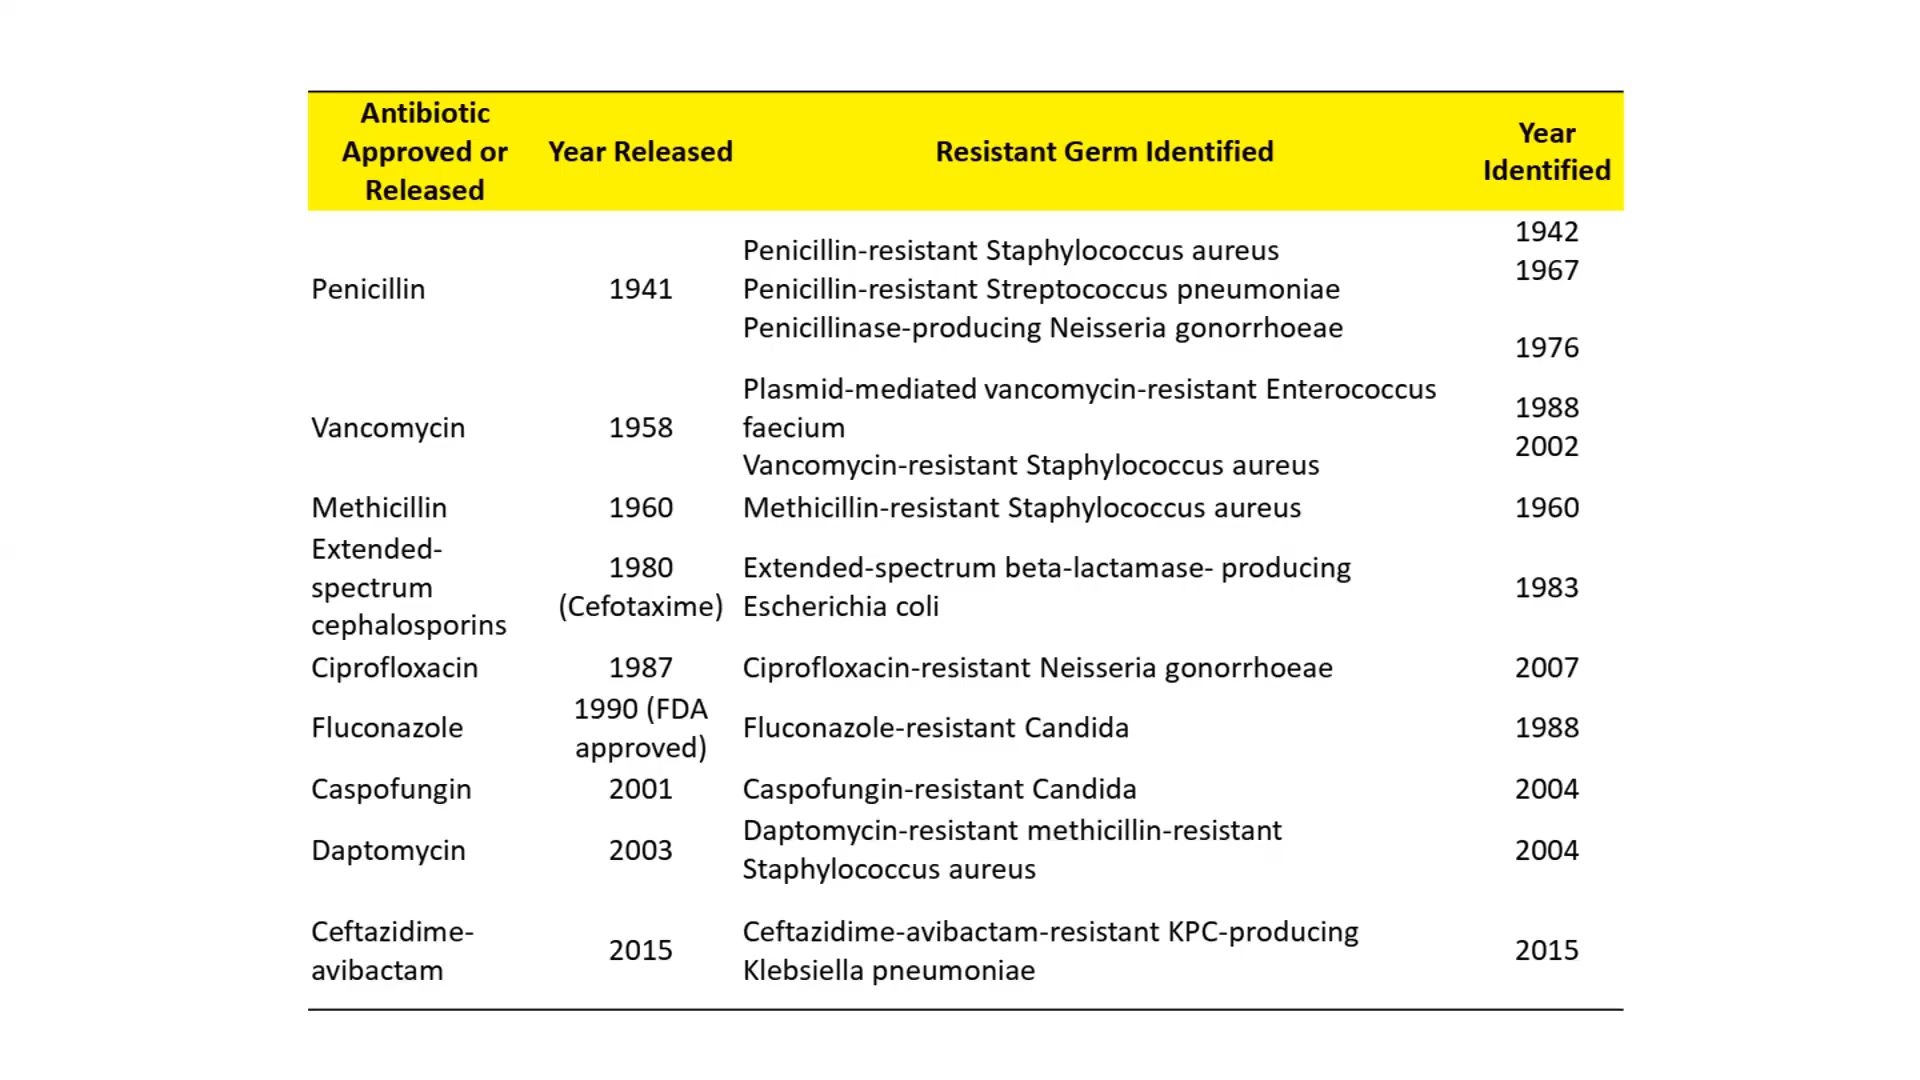 Antibiotic
Approved or
Released
Year Released
Resistant Germ Identified
Year
Identified
Penicillin
1941
Penicillin-resistant Staphylococcus aureus
Penicillin-resistant Streptococcus pneumoniae
Penicillinase-producing Neisseria gonorrhoeae
1942
1967
1976
Vancomycin
1958
Plasmid-mediated vancomycin-resistant Enterococcus
faecium
Vancomycin-resistant Staphylococcus aureus
1988
2002
Methicillin
1960
Methicillin-resistant Staphylococcus aureus
1960
Extended-
spectrum
cephalosporins
1980
(Cefotaxime)
Extended-spectrum beta-lactamase- producing
Escherichia coli
1983
Ciprofloxacin
1987
Ciprofloxacin-resistant Neisseria gonorrhoeae
2007
Fluconazole
1990 (FDA
approved)
Fluconazole-resistant Candida
1988
Caspofungin
2001
Caspofungin-resistant Candida
2004
Daptomycin
2003
Daptomycin-resistant methicillin-resistant
Staphylococcus aureus
2004
Ceftazidime-
avibactam
2015
Ceftazidime-avibactam-resistant KPC-producing
Klebsiella pneumoniae
2015